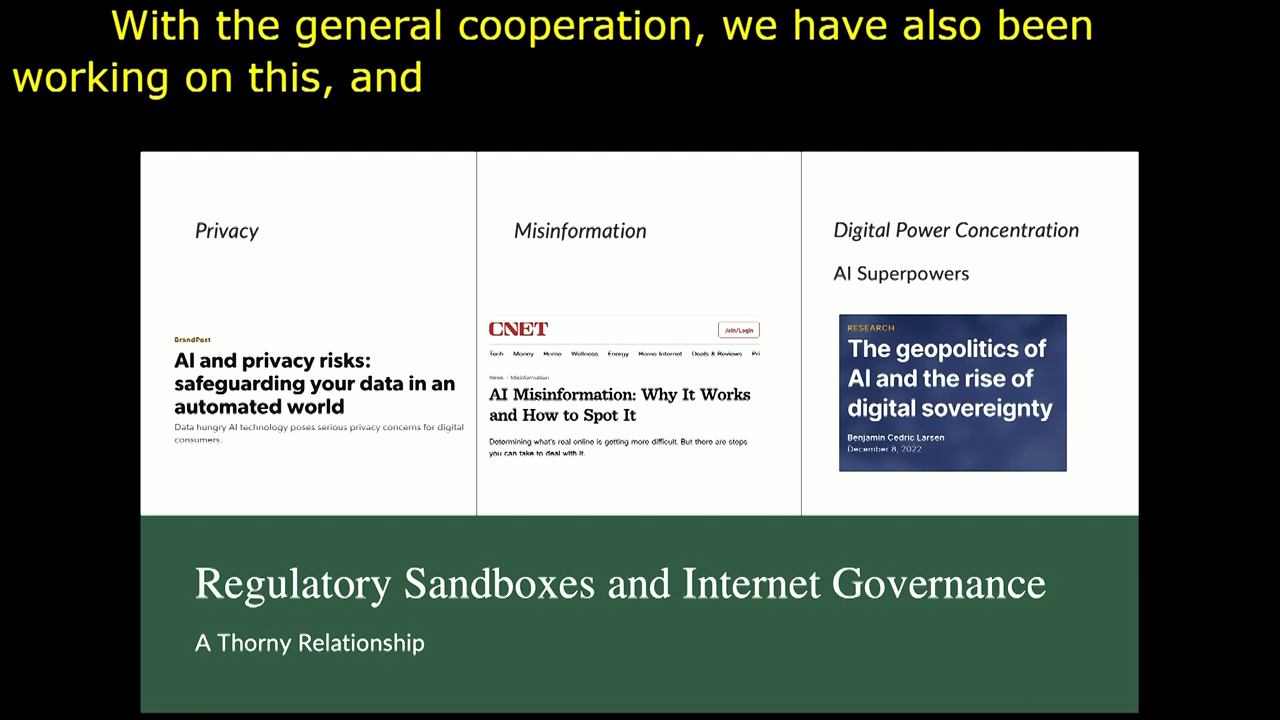 With the general cooperation, we have also been
working on this, and
Privacy
Misinformation
Digital Power Concentration
AI Superpowers
BrandPost
AI and privacy risks:
safeguarding your data in an
automated world
Data hungry AI technology poses serious privacy concerns for digital
consumers.
CNET
Join/Login
Tech Money Home Wellness Energy Home Internet Deals & Reviews Pri
News Misinformation
AI Misinformation: Why It Works
and How to Spot It
Determining what's real online is getting more difficult. But there are steps
you can take to deal with it.
RESEARCH
The geopolitics of
AI and the rise of
digital sovereignty
Benjamin Cedric Larsen
December 8, 2022
Regulatory Sandboxes and Internet Governance
A Thorny Relationship